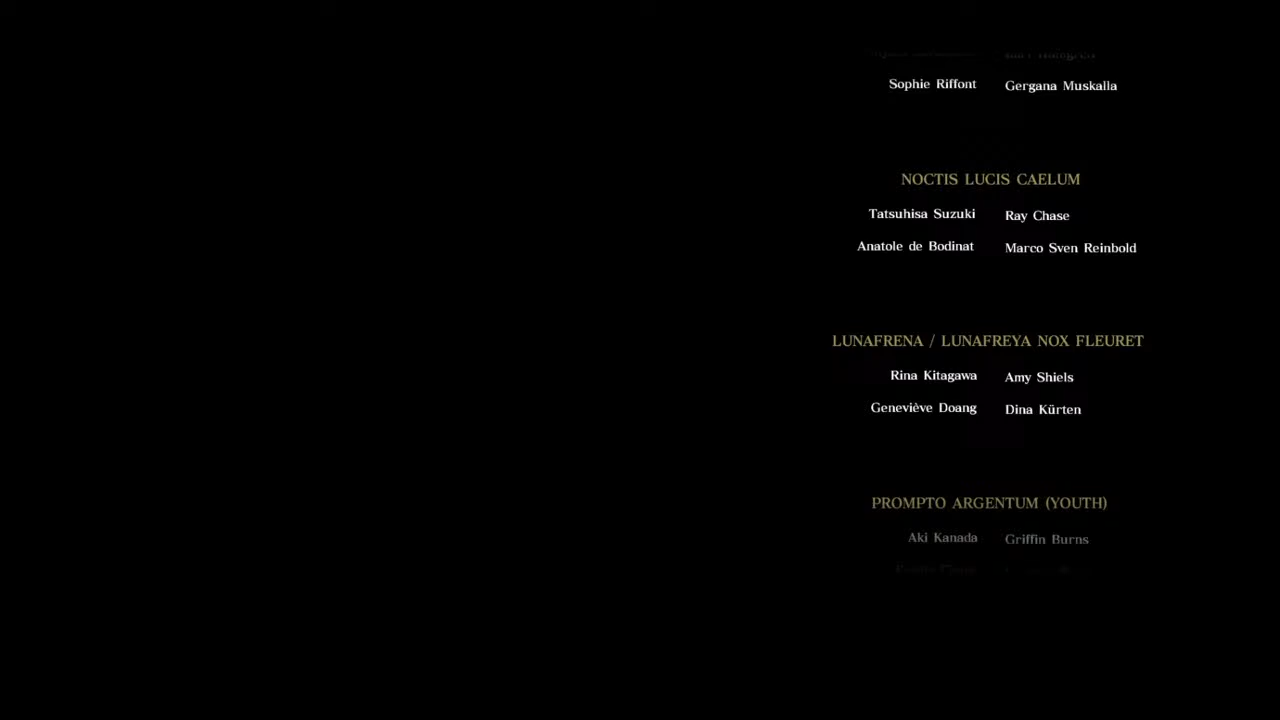 Sophie Riffont Gergana Muskalla
NOCTIS LUCIS CAELUM
Tatsuhisa Suzuki Ray Chase
Anatole de Bodinat Marco Sven Reinbold
LUNAFRENA / LUNAFREYA NOX FLEURET
Rina Kitagawa Amy Shiels
Geneviève Doang Dina Kürten
PROMPTO ARGENTUM (YOUTH)
Aki Kanada Griffin Burns